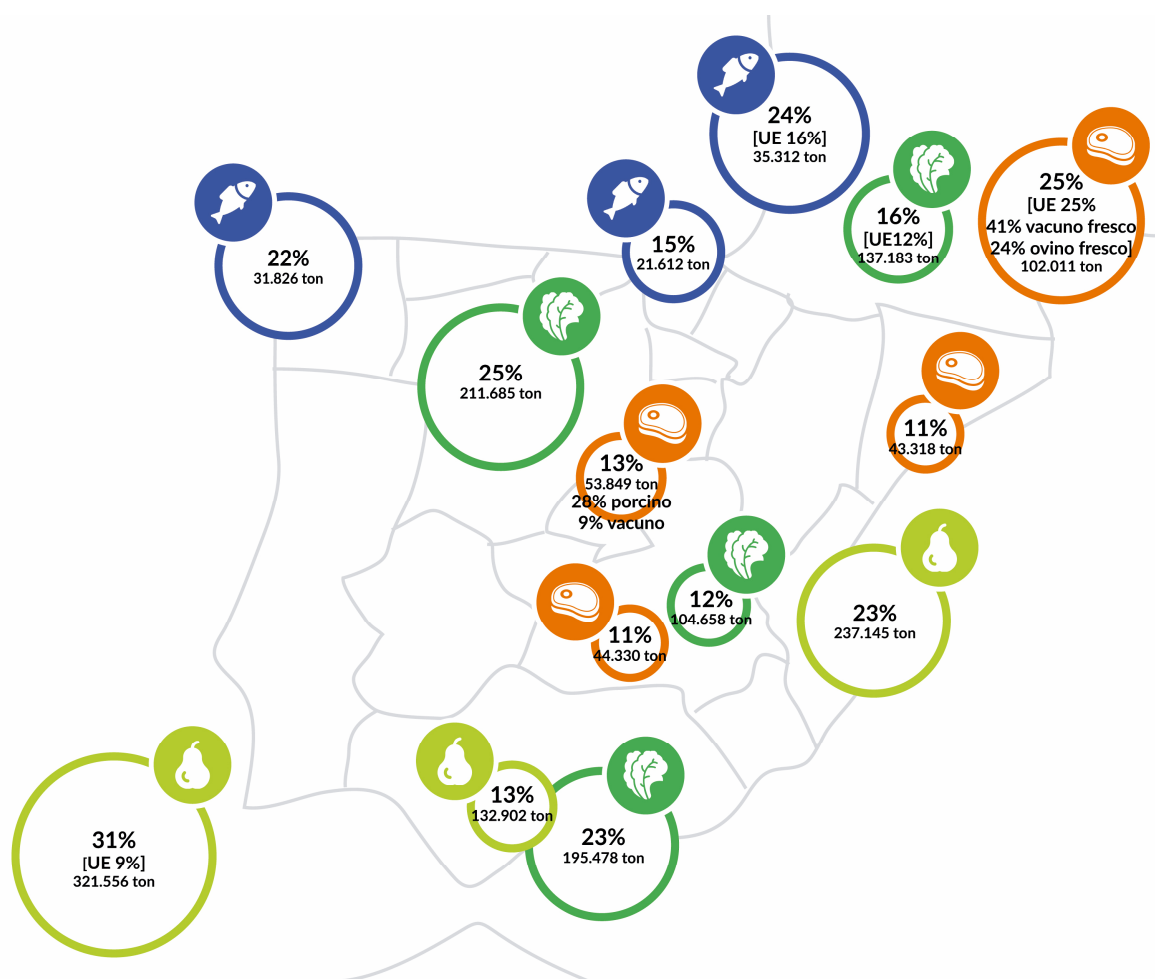 24%
[UE 16%]
35.312 ton
25%
[UE 25%
41% vacuno fresco
24% ovino fresco]
102.011 ton
16%
[UE12%]
137.183 ton
22%
31.826 ton
15%
21.612 ton
25%
211.685 ton
11%
43.318 ton
13%
53.849 ton
28% porcino
9% vacuno
12%
104.658 ton
23%
237.145 ton
11%
44.330 ton
13%
132.902 ton
23%
195.478 ton
31%
[UE 9%]
321.556 ton